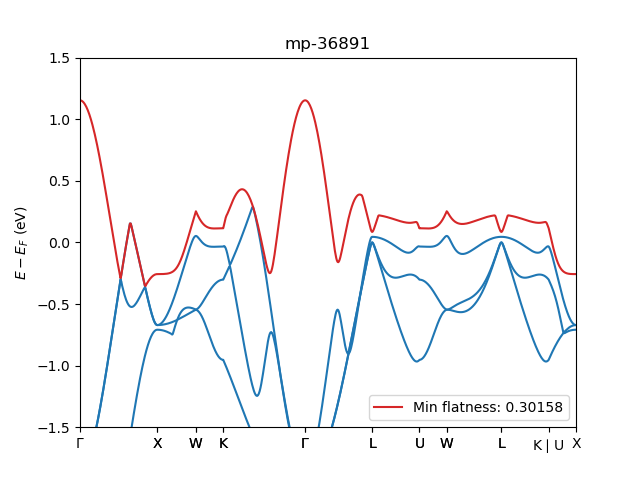 mp-36891
E − E_F (eV)
1.5
1.0
0.5
0.0
−0.5
−1.0
−1.5
Min flatness: 0.30158
Γ X W K Γ L U W L K | U X